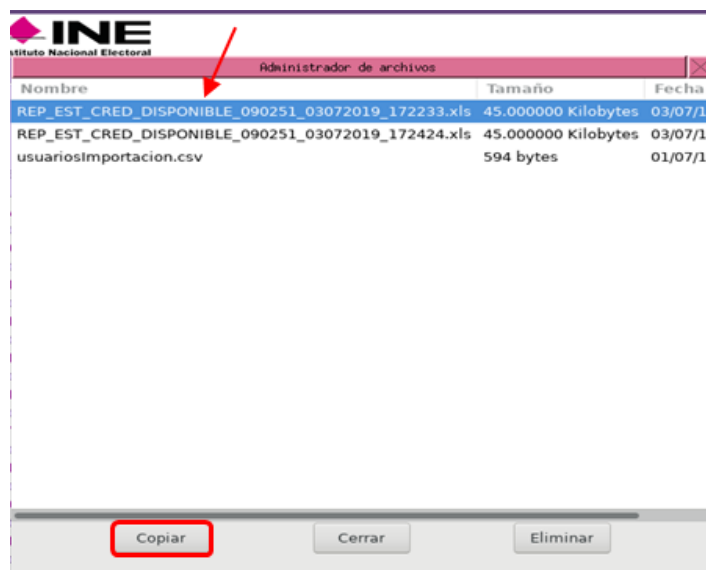 INE
stituto Nacional Electoral
Administrador de archivos
Nombre Tamaño Fecha
REP_EST_CRED_DISPONIBLE_090251_03072019_172233.xls 45.000000 Kilobytes 03/07/1
REP_EST_CRED_DISPONIBLE_090251_03072019_172424.xls 45.000000 Kilobytes 03/07/1
usuariosImportacion.csv 594 bytes 01/07/1
Copiar Cerrar Eliminar